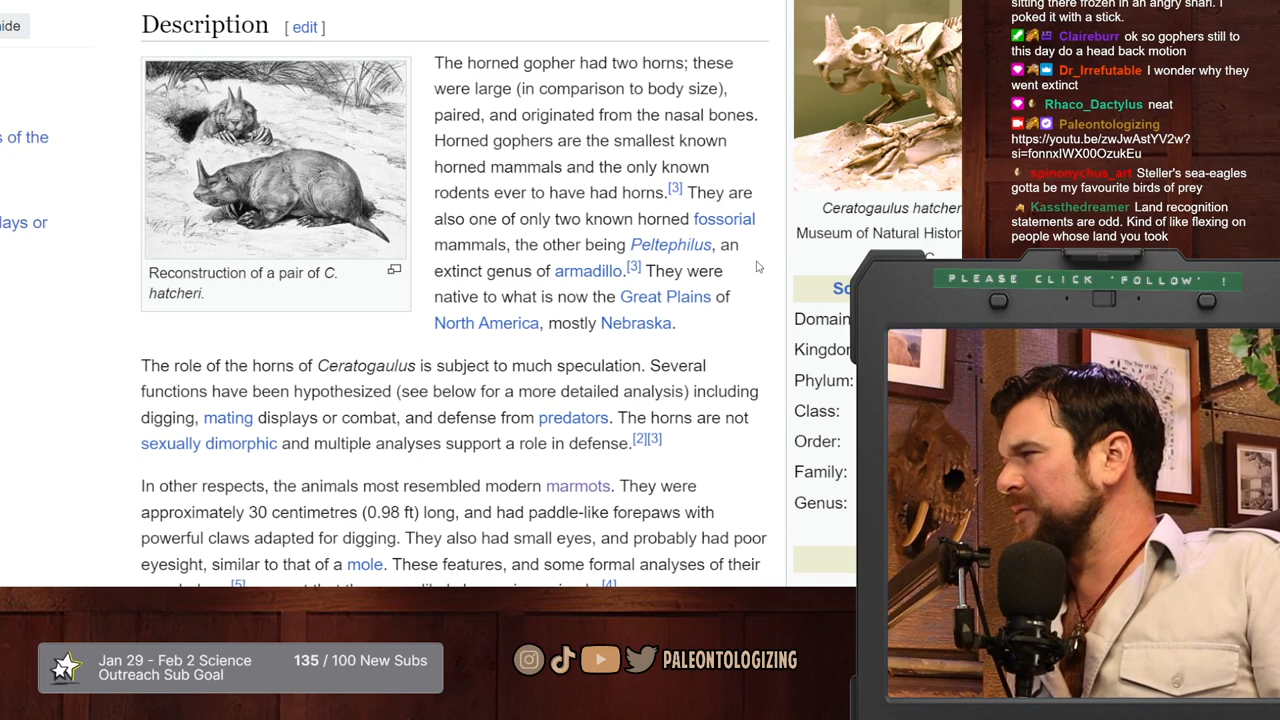 ide
s of the
lays or
Description [ edit ]
Reconstruction of a pair of C.
hatcheri.
The horned gopher had two horns; these
were large (in comparison to body size),
paired, and originated from the nasal bones.
Horned gophers are the smallest known
horned mammals and the only known
rodents ever to have had horns.[3] They are
also one of only two known horned fossorial
mammals, the other being Peltephilus, an
extinct genus of armadillo.[3] They were
native to what is now the Great Plains of
North America, mostly Nebraska.
The role of the horns of Ceratogaulus is subject to much speculation. Several
functions have been hypothesized (see below for a more detailed analysis) including
digging, mating displays or combat, and defense from predators. The horns are not
sexually dimorphic and multiple analyses support a role in defense.[2][3]
In other respects, the animals most resembled modern marmots. They were
approximately 30 centimetres (0.98 ft) long, and had paddle-like forepaws with
powerful claws adapted for digging. They also had small eyes, and probably had poor
eyesight, similar to that of a mole. These features, and some formal analyses of their
[5] [4]
Ceratogaulus hatcher
Museum of Natural Histor
Sc
Domain
Kingdo
Phylum:
Class:
Order:
Family:
Genus:
sitting there frozen in an angry snarl. I
poked it with a stick.
Claireburr ok so gophers still to
this day do a head back motion
Dr_Irrefutable I wonder why they
went extinct
Rhaco_Dactylus neat
Paleontologizing
https://youtu.be/zwJwAstYV2w?
si=fonnxIWX00OzukEu
spinonychus_art Steller's sea-eagles
gotta be my favourite birds of prey
Kassthedreamer Land recognition
statements are odd. Kind of like flexing on
people whose land you took
PLEASE CLICK 'FOLLOW' !
Jan 29 - Feb 2 Science
Outreach Sub Goal
135 / 100 New Subs
PALEONTOLOGIZING